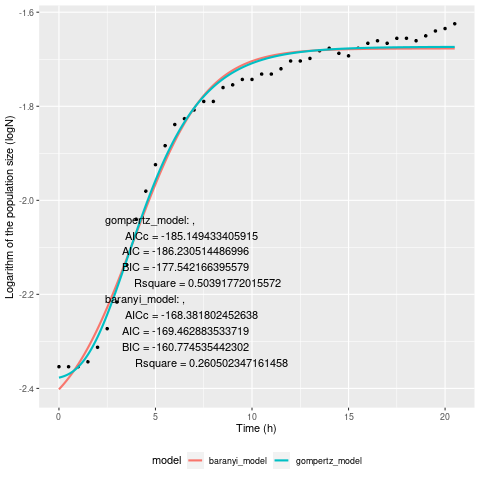 -1.6
-1.8
-2.0
-2.2
-2.4
Logarithm of the population size (logN)
gompertz_model: ,
AICc = -185.149433405915
AIC = -186.230514486996
BIC = -177.542166395579
Rsquare = 0.50391772015572
baranyi_model: ,
AICc = -168.381802452638
AIC = -169.462883533719
BIC = -160.774535442302
Rsquare = 0.260502347161458
0 5 10 15 20
Time (h)
model baranyi_model gompertz_model